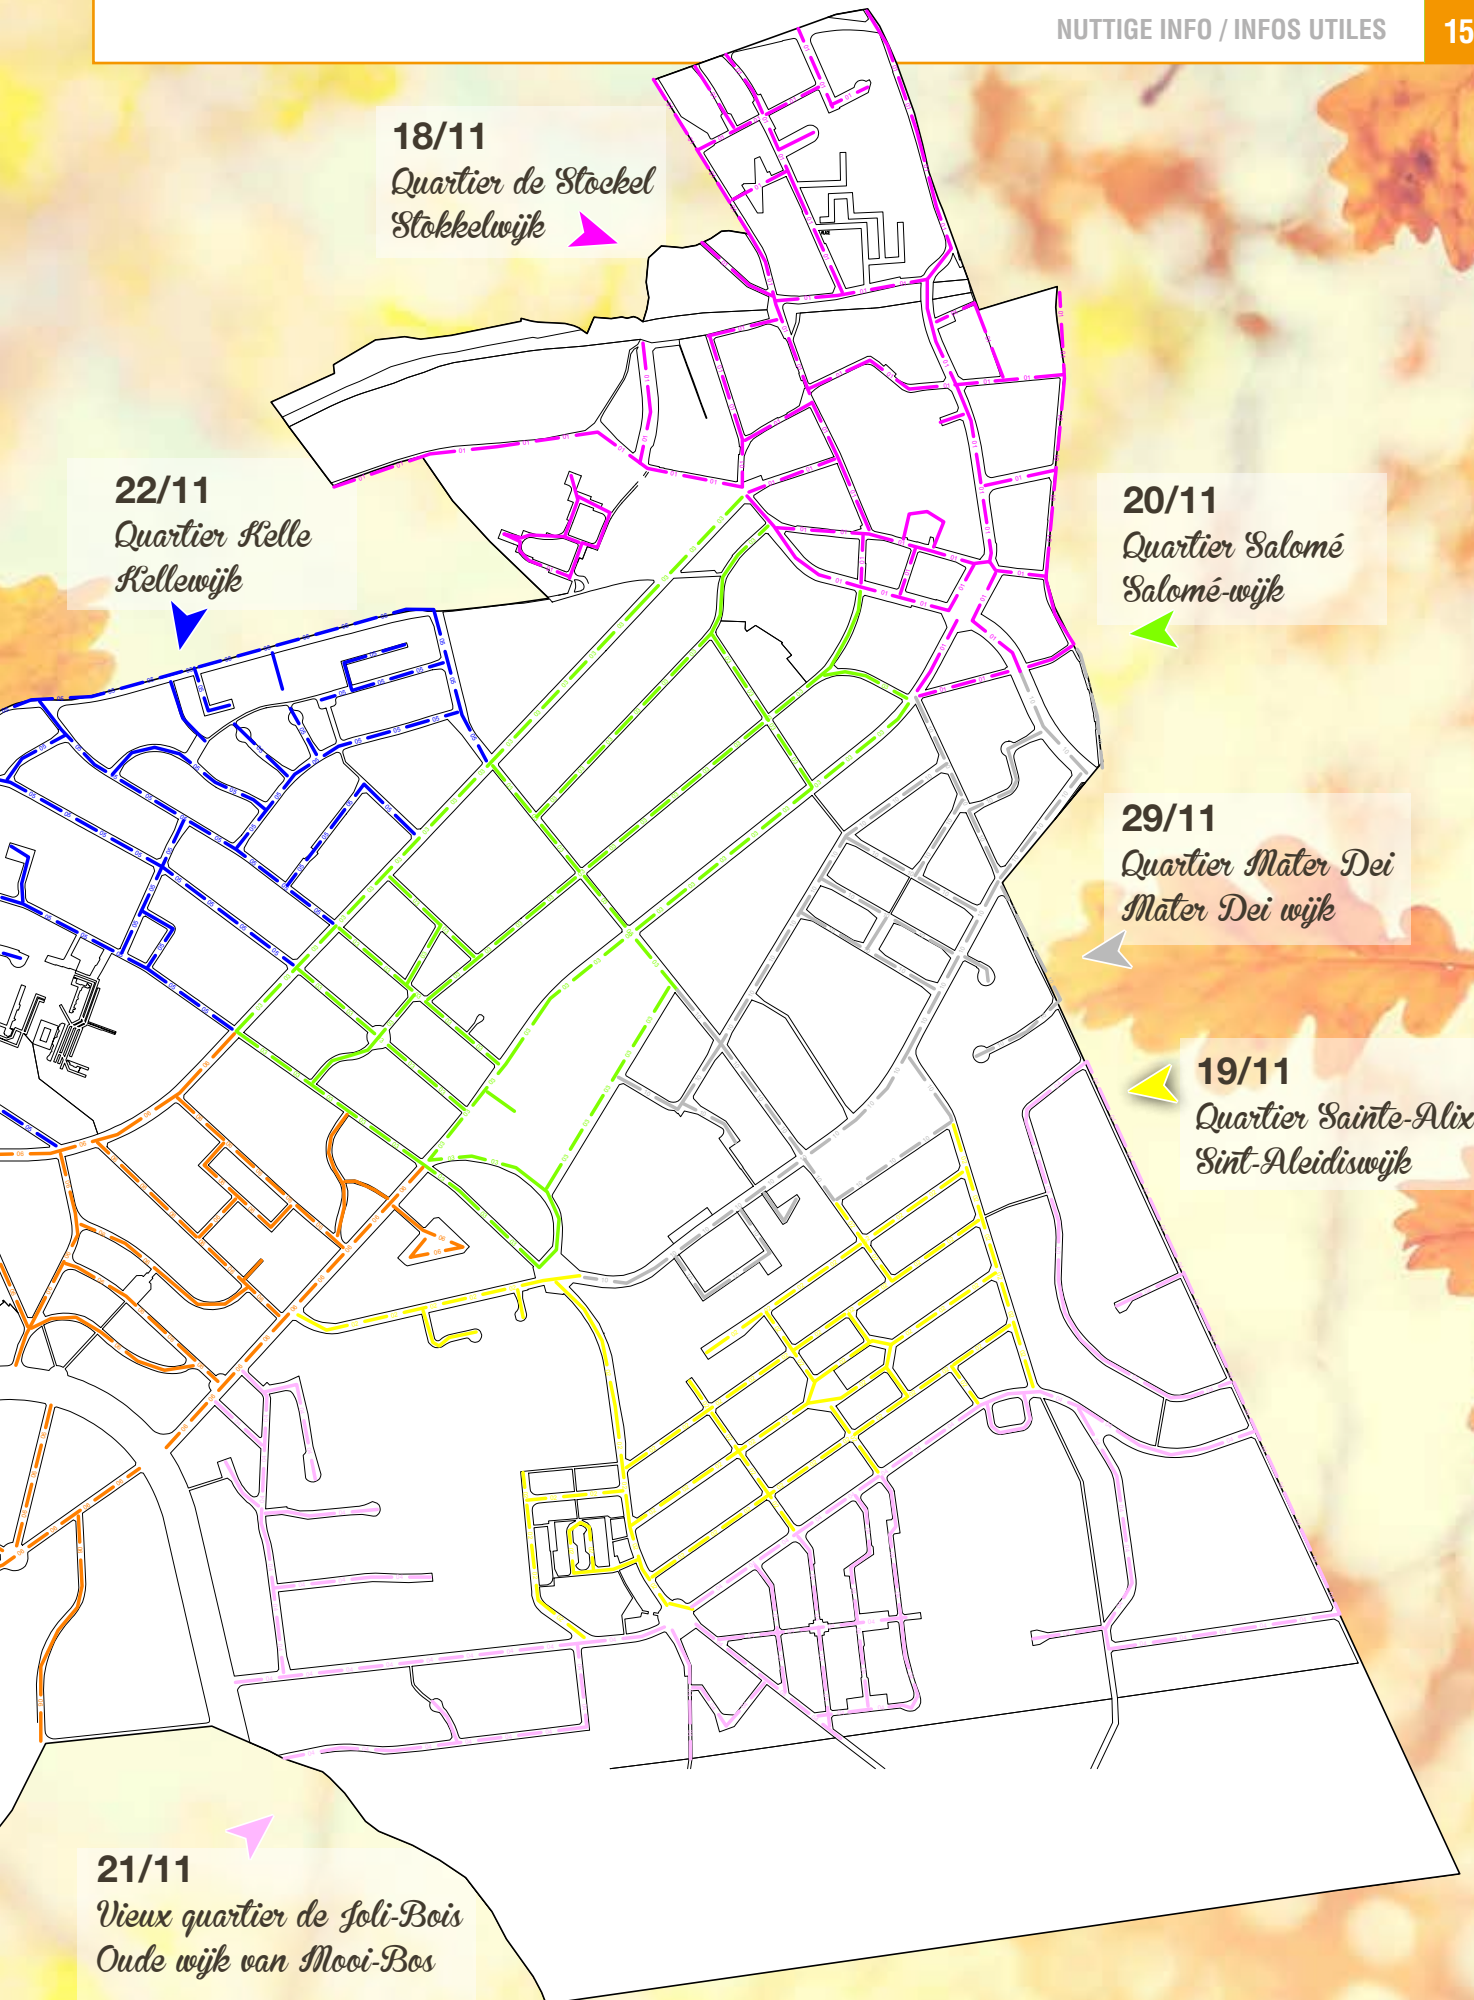 NUTTIGE INFO / INFOS UTILES
15
18/11
Quartier de Stockel
Stokkelwijk
22/11
Quartier Kelle
Kellewijk
20/11
Quartier Salomé
Salomé-wijk
29/11
Quartier Mater Dei
Mater Dei wijk
19/11
Quartier Sainte-Alix
Sint-Aleidiswijk
21/11
Vieux quartier de Joli-Bois
Oude wijk van Mooi-Bos